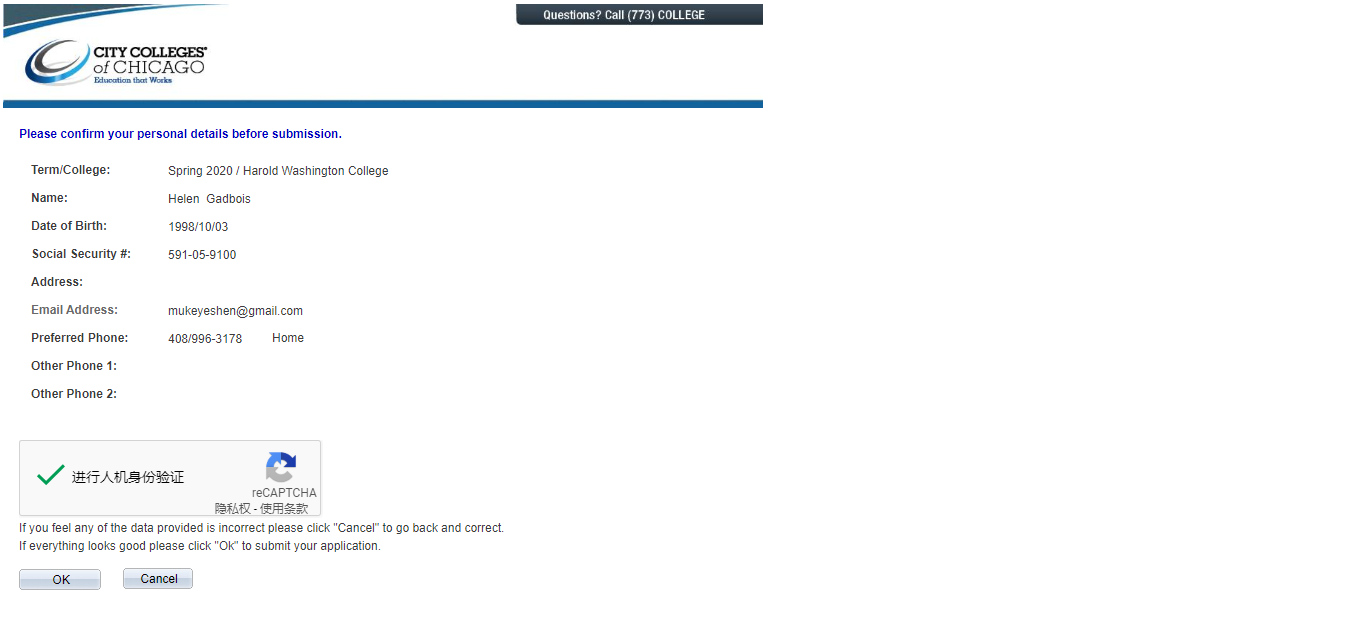 Questions? Call (773) COLLEGE
CITY COLLEGES®
of CHICAGO
Education that Works
Please confirm your personal details before submission.
Term/College: Spring 2020 / Harold Washington College
Name: Helen  Gadbois
Date of Birth: 1998/10/03
Social Security #: 591-05-9100
Address:
Email Address: mukeyeshen@gmail.com
Preferred Phone: 408/996-3178 Home
Other Phone 1:
Other Phone 2:
进行人机身份验证
reCAPTCHA
隐私权 - 使用条款
If you feel any of the data provided is incorrect please click "Cancel" to go back and correct.
If everything looks good please click "Ok" to submit your application.
OK Cancel